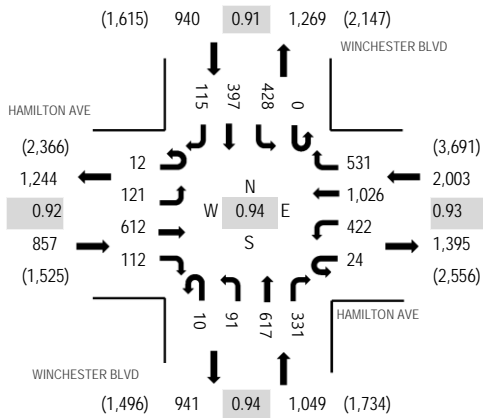 (1,615) 940 0.91 1,269 (2,147)
WINCHESTER BLVD
115 397 428 0
HAMILTON AVE
(2,366) (3,691)
12 531
1,244 2,003
121 N 1,026
0.92 W 0.94 E 0.93
612 S 422
857 1,395
112 24
(1,525) (2,556)
10 91 617 331
HAMILTON AVE
WINCHESTER BLVD
(1,496) 941 0.94 1,049 (1,734)